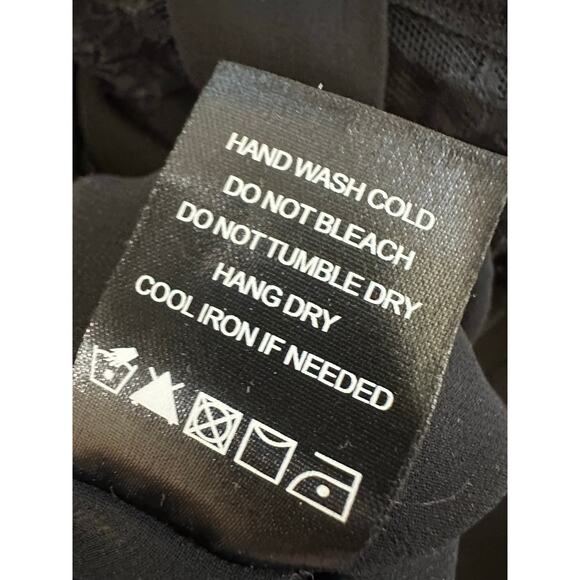 HAND WASH COLD
DO NOT BLEACH
DO NOT TUMBLE DRY
HANG DRY
COOL IRON IF NEEDED